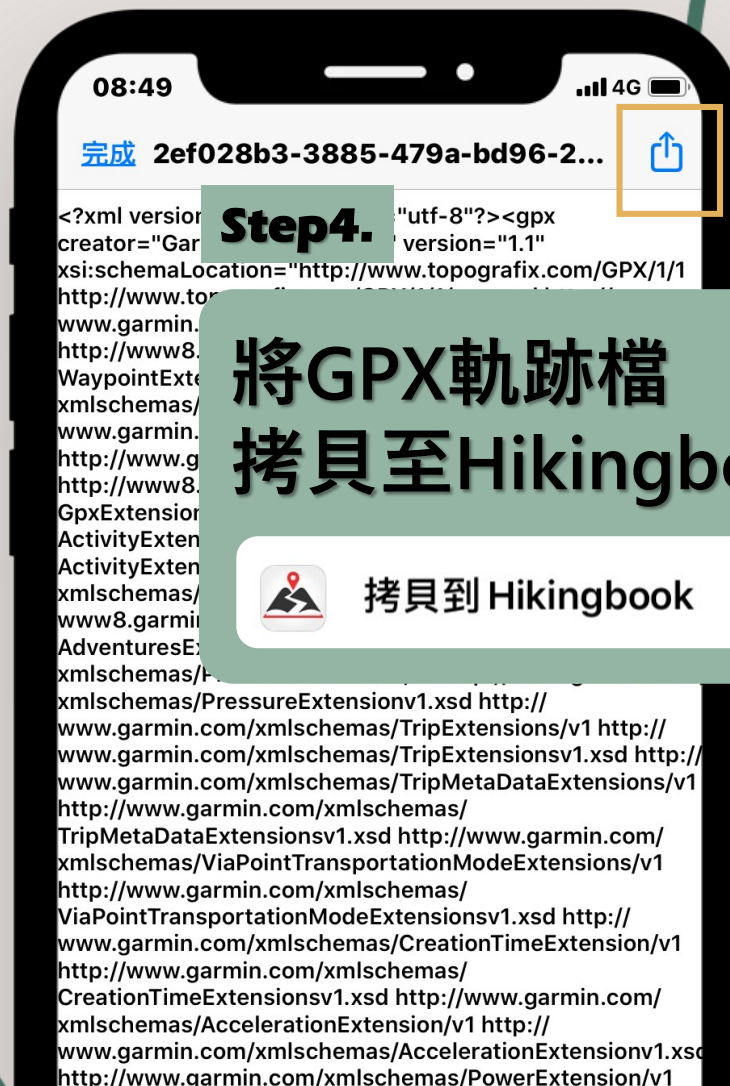 08:49
4G
完成 2ef028b3-3885-479a-bd96-2...
Step4.
<?xml version "utf-8"?><gpx
creator="Gar version="1.1"
xsi:schemaLocation="http://www.topografix.com/GPX/1/1
http://www.
www.garmin.
http://www8.
WaypointExte
xmlschemas/
www.garmin.
http://www.g
http://www8.
GpxExtension
ActivityExten
ActivityExten
xmlschemas/
www8.garmi
AdventuresEx
xmlschemas/P
將GPX軌跡檔
拷貝至Hikingbo
拷貝到 Hikingbook
xmlschemas/PressureExtensionv1.xsd http://
www.garmin.com/xmlschemas/TripExtensions/v1 http://
www.garmin.com/xmlschemas/TripExtensionsv1.xsd http://
www.garmin.com/xmlschemas/TripMetaDataExtensions/v1
http://www.garmin.com/xmlschemas/
TripMetaDataExtensionsv1.xsd http://www.garmin.com/
xmlschemas/ViaPointTransportationModeExtensions/v1
http://www.garmin.com/xmlschemas/
ViaPointTransportationModeExtensionsv1.xsd http://
www.garmin.com/xmlschemas/CreationTimeExtension/v1
http://www.garmin.com/xmlschemas/
CreationTimeExtensionsv1.xsd http://www.garmin.com/
xmlschemas/AccelerationExtension/v1 http://
www.garmin.com/xmlschemas/AccelerationExtensionv1.xsd
http://www.garmin.com/xmlschemas/PowerExtension/v1